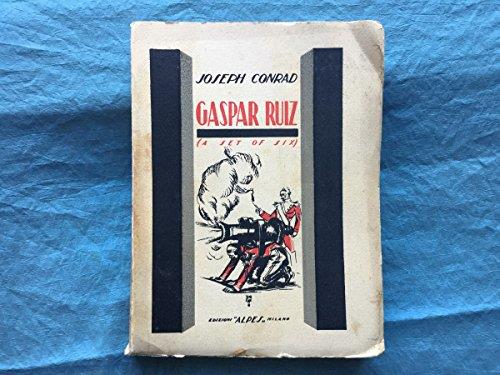 JOSEPH CONRAD
GASPAR RUIZ
(A SET OF SIX)
EDIZIONI "ALPES" MILANO